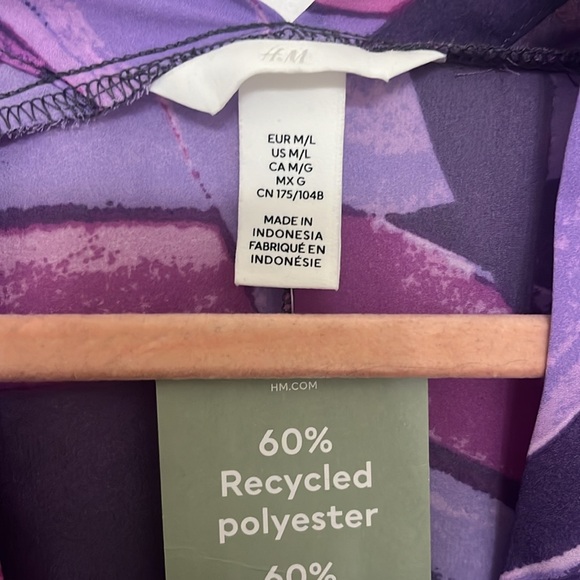 H&M
EUR M/L
US M/L
CA M/G
MX G
CN 175/104B
MADE IN
INDONESIA
FABRIQUÉ EN
INDONÉSIE
HM.COM
60%
Recycled
polyester
60%